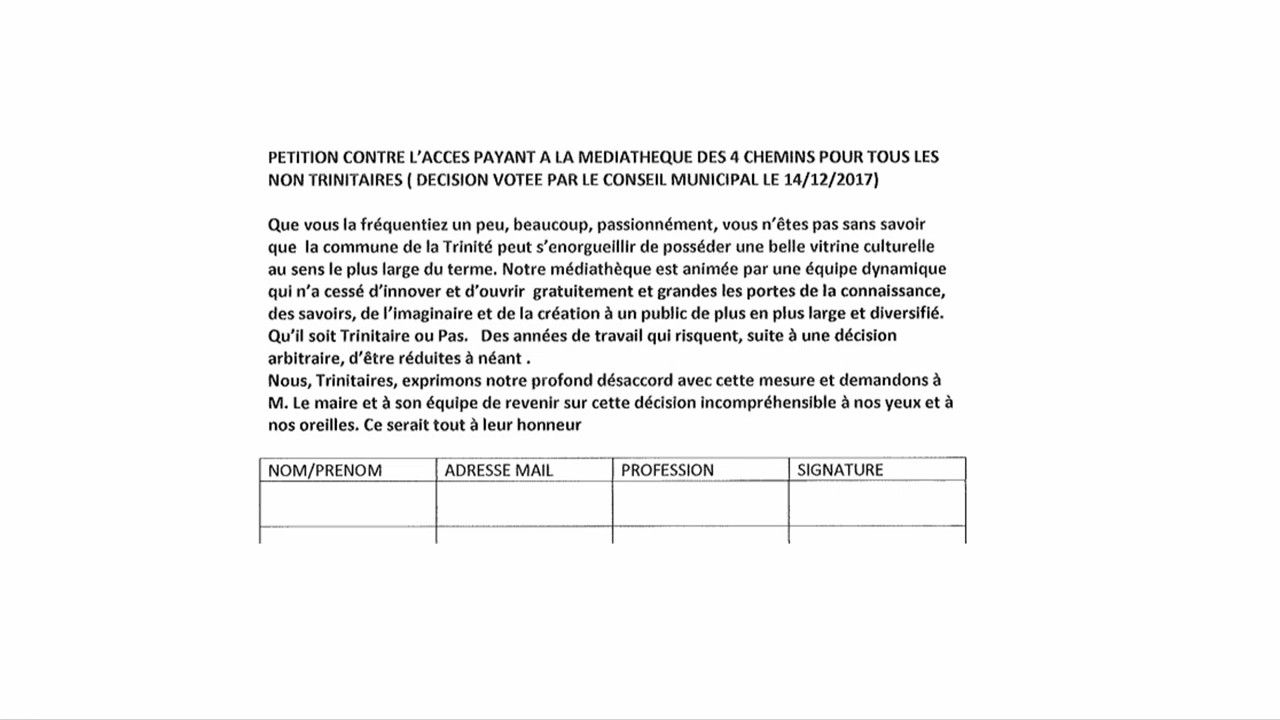 PETITION CONTRE L'ACCES PAYANT A LA MEDIATHEQUE DES 4 CHEMINS POUR TOUS LES
NON TRINITAIRES ( DECISION VOTEE PAR LE CONSEIL MUNICIPAL LE 14/12/2017)
Que vous la fréquentiez un peu, beaucoup, passionnément, vous n'êtes pas sans savoir
que  la commune de la Trinité peut s'enorgueillir de posséder une belle vitrine culturelle
au sens le plus large du terme. Notre médiathèque est animée par une équipe dynamique
qui n'a cessé d'innover et d'ouvrir  gratuitement et grandes les portes de la connaissance,
des savoirs, de l'imaginaire et de la création à un public de plus en plus large et diversifié.
Qu'il soit Trinitaire ou Pas.   Des années de travail qui risquent, suite à une décision
arbitraire, d'être réduites à néant .
Nous, Trinitaires, exprimons notre profond désaccord avec cette mesure et demandons à
M. Le maire et à son équipe de revenir sur cette décision incompréhensible à nos yeux et à
nos oreilles. Ce serait tout à leur honneur
NOM/PRENOM ADRESSE MAIL PROFESSION SIGNATURE